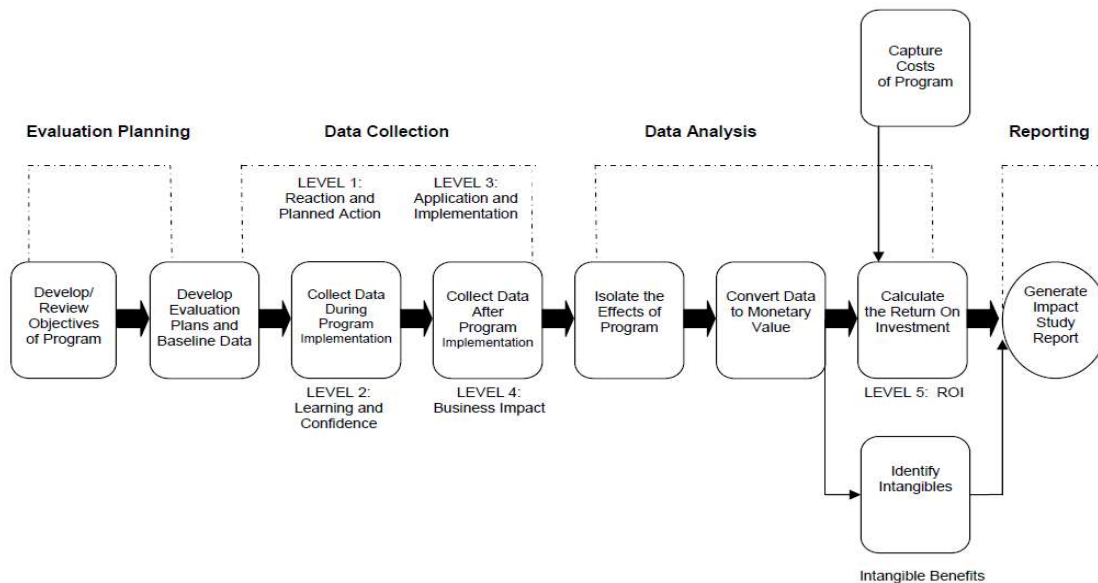 Capture
Costs
of Program
Evaluation Planning
Data Collection
Data Analysis
Reporting
LEVEL 1:
Reaction and
Planned Action
LEVEL 3:
Application and
Implementation
Develop/
Review
Objectives
of Program
Develop
Evaluation
Plans and
Baseline Data
Collect Data
During
Program
Implementation
Collect Data
After
Program
Implementation
Isolate the
Effects of
Program
Convert Data
to Monetary
Value
Calculate
the Return On
Investment
Generate
Impact
Study
Report
LEVEL 2:
Learning and
Confidence
LEVEL 4:
Business Impact
LEVEL 5: ROI
Identify
Intangibles
Intangible Benefits